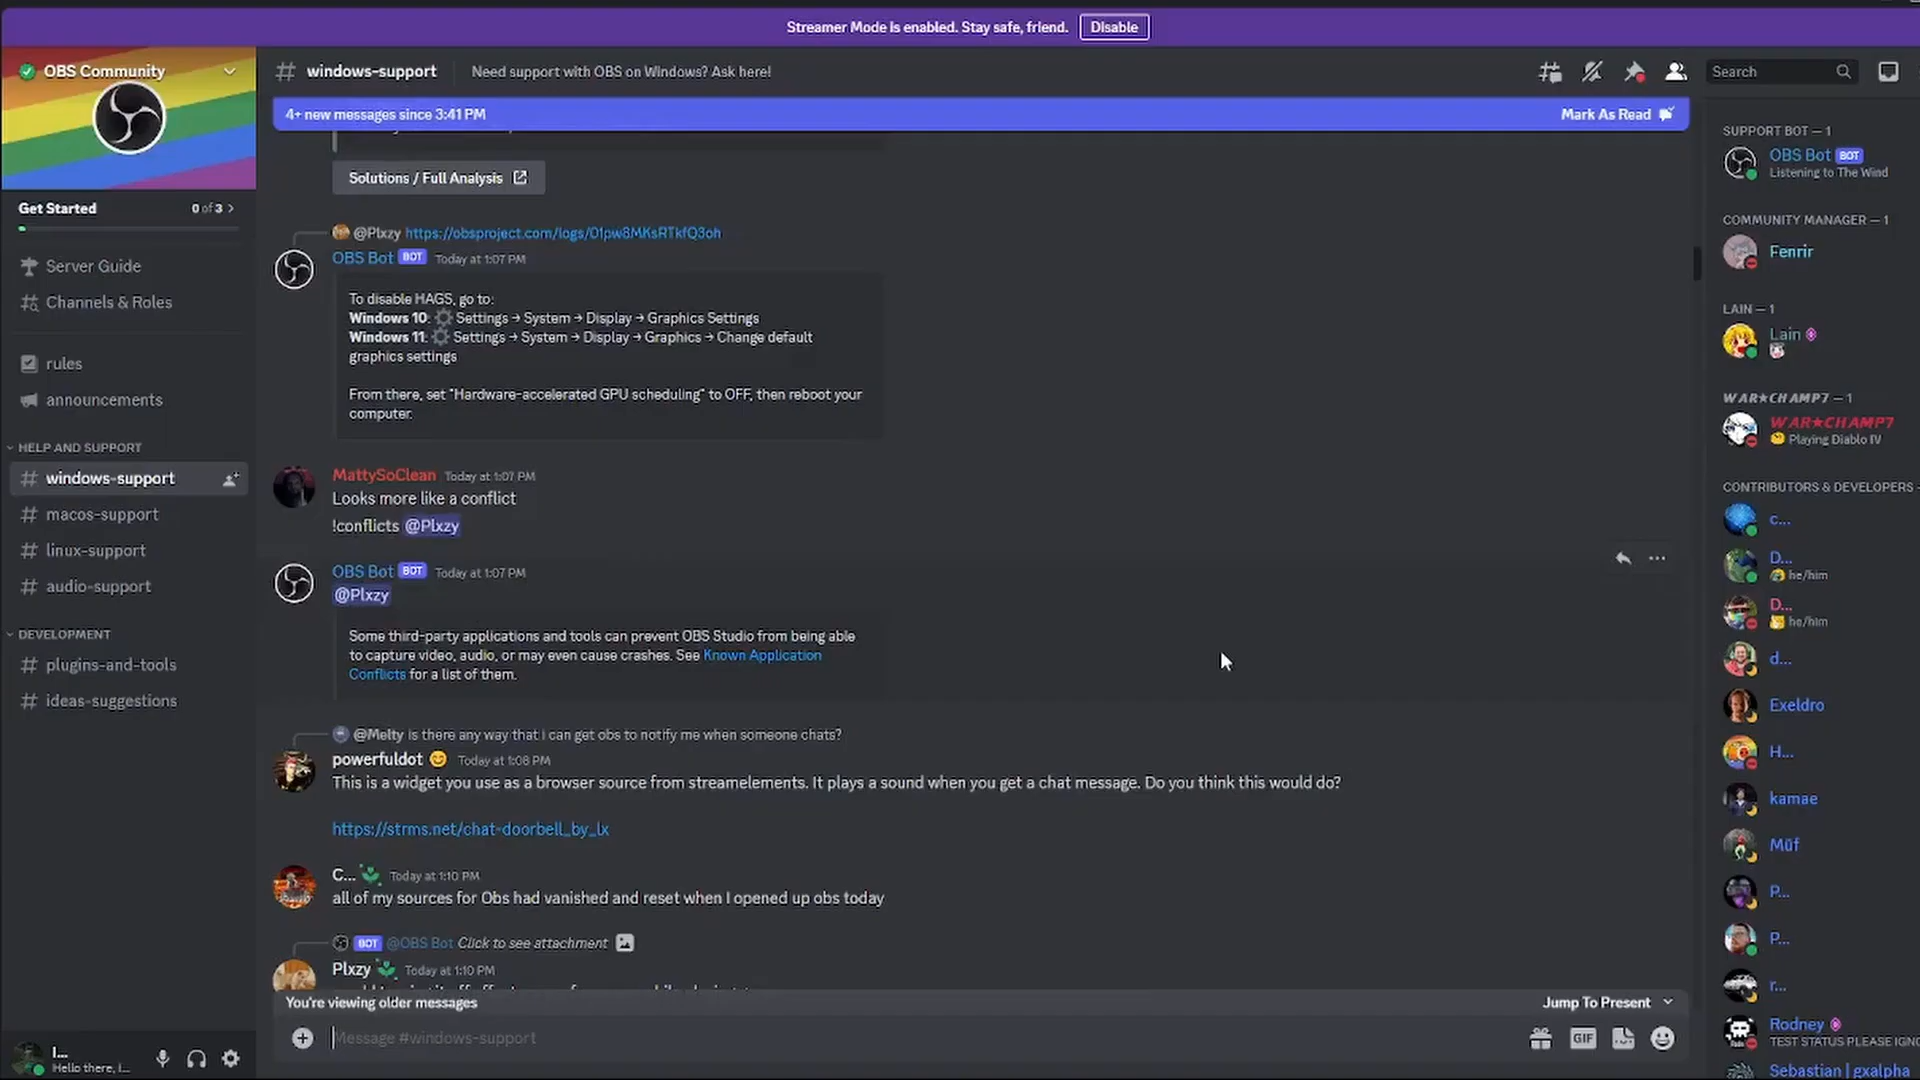 Streamer Mode is enabled. Stay safe, friend. Disable
OBS Community
Get Started 0 of 3
Server Guide
Channels & Roles
rules
announcements
HELP AND SUPPORT
windows-support
macos-support
linux-support
audio-support
DEVELOPMENT
plugins-and-tools
ideas-suggestions
I...
Hello there, i...
windows-support Need support with OBS on Windows? Ask here!
Search
4+ new messages since 3:41 PM Mark As Read
Solutions / Full Analysis
@Plxzy https://obsproject.com/logs/O1pw8MKsRTkfQ3oh
OBS Bot BOT Today at 1:07 PM
To disable HAGS, go to:
Windows 10: Settings → System → Display → Graphics Settings
Windows 11: Settings → System → Display → Graphics → Change default
graphics settings
From there, set "Hardware-accelerated GPU scheduling" to OFF, then reboot your
computer.
MattySoClean Today at 1:07 PM
Looks more like a conflict
!conflicts @Plxzy
OBS Bot BOT Today at 1:07 PM
@Plxzy
Some third-party applications and tools can prevent OBS Studio from being able
to capture video, audio, or may even cause crashes. See Known Application
Conflicts for a list of them.
@Melty is there any way that i can get obs to notify me when someone chats?
powerfuldot Today at 1:08 PM
This is a widget you use as a browser source from streamelements. It plays a sound when you get a chat message. Do you think this would do?
https://strms.net/chat-doorbell_by_lx
C... Today at 1:10 PM
all of my sources for Obs had vanished and reset when I opened up obs today
BOT @OBS Bot Click to see attachment
Plxzy Today at 1:10 PM
You're viewing older messages Jump To Present
Message #windows-support
GIF
SUPPORT BOT — 1
OBS Bot BOT
Listening to The Wind
COMMUNITY MANAGER — 1
Fenrir
LAIN — 1
Lain
WAR★CHAMP7 — 1
WAR★CHAMP7
Playing Diablo IV
CONTRIBUTORS & DEVELOPERS -
c...
D...
he/him
D...
he/him
d...
Exeldro
H...
kamae
Müf
P...
P...
r...
Rodney
TEST STATUS PLEASE IGNO
Sebastian | gxalpha